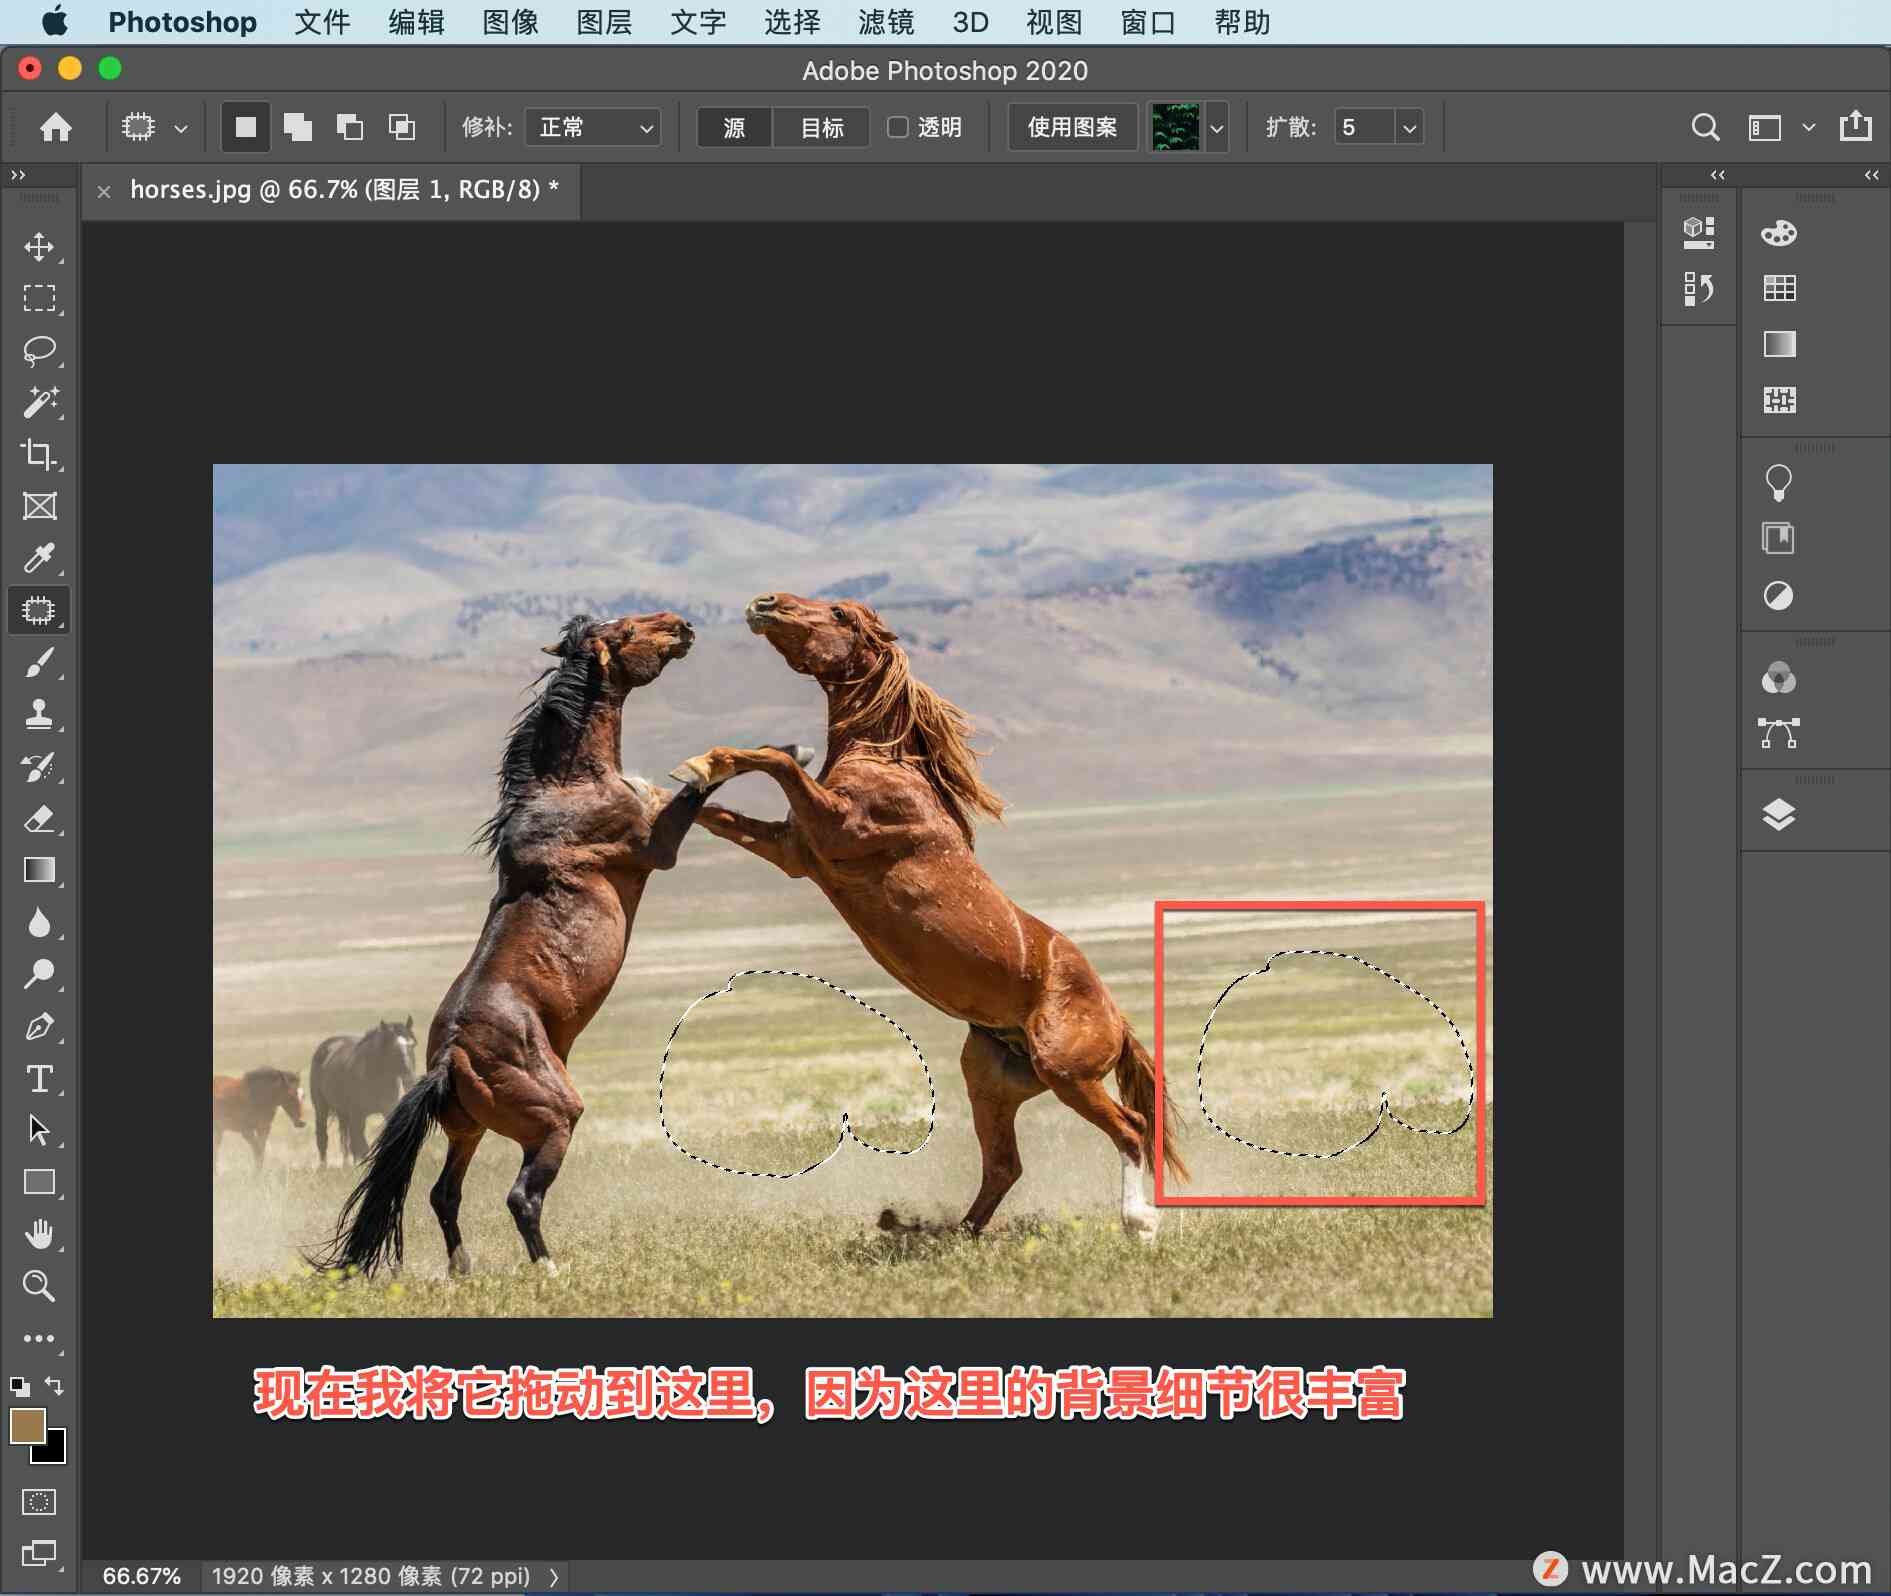 Photoshop 文件 编辑 图像 图层 文字 选择 滤镜 3D 视图 窗口 帮助
Adobe Photoshop 2020
修补: 正常 源 目标 透明 使用图案 扩散: 5
horses.jpg @ 66.7% (图层 1, RGB/8) *
现在我将它拖动到这里，因为这里的背景细节很丰富
66.67% 1920 像素 x 1280 像素 (72 ppi)
Z www.MacZ.com